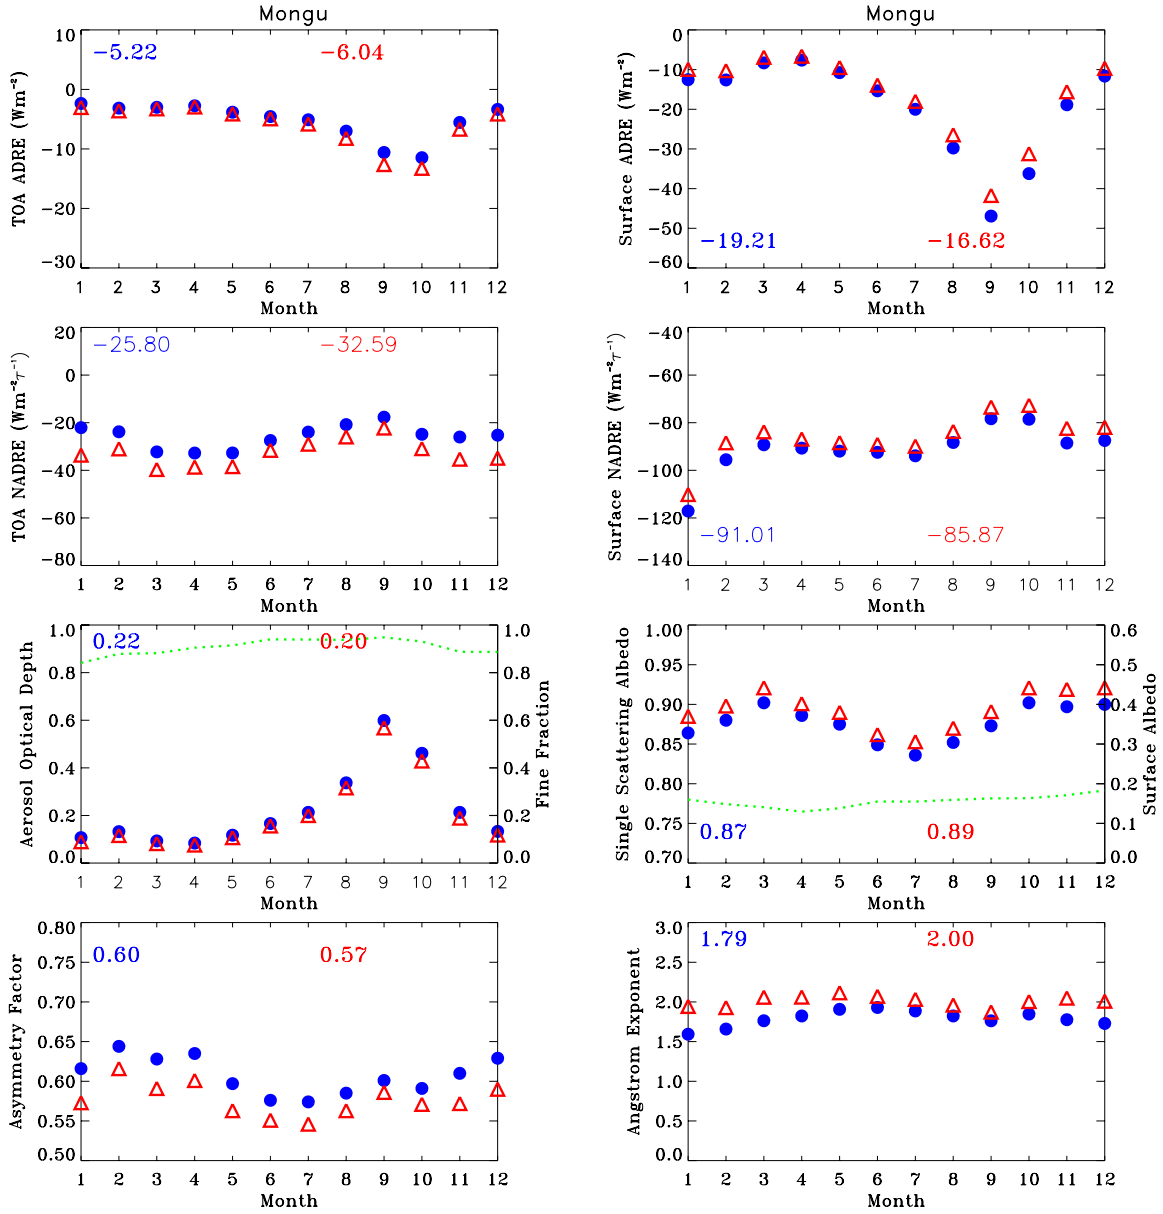 Mongu
10
0
−10
−20
−30
TOA ADRE (Wm⁻²)
−5.22 −6.04
1 2 3 4 5 6 7 8 9 10 11 12
Month
Mongu
0
−10
−20
−30
−40
−50
−60
Surface ADRE (Wm⁻²)
−19.21 −16.62
1 2 3 4 5 6 7 8 9 10 11 12
Month
20
0
−20
−40
−60
−80
TOA NADRE (Wm⁻²τ⁻¹)
−25.80 −32.59
1 2 3 4 5 6 7 8 9 10 11 12
Month
−40
−60
−80
−100
−120
−140
Surface NADRE (Wm⁻²τ⁻¹)
−91.01 −85.87
1 2 3 4 5 6 7 8 9 10 11 12
Month
1.0
0.8
0.6
0.4
0.2
0.0
Aerosol Optical Depth
0.22 0.20
1.0
0.8
0.6
0.4
0.2
0.0
Fine Fraction
1 2 3 4 5 6 7 8 9 10 11 12
Month
1.00
0.95
0.90
0.85
0.80
0.75
0.70
Single Scattering Albedo
0.87 0.89
0.6
0.5
0.4
0.3
0.2
0.1
0.0
Surface Albedo
1 2 3 4 5 6 7 8 9 10 11 12
Month
0.80
0.75
0.70
0.65
0.60
0.55
0.50
Asymmetry Factor
0.60 0.57
1 2 3 4 5 6 7 8 9 10 11 12
Month
3.0
2.5
2.0
1.5
1.0
0.5
0.0
Angstrom Exponent
1.79 2.00
1 2 3 4 5 6 7 8 9 10 11 12
Month